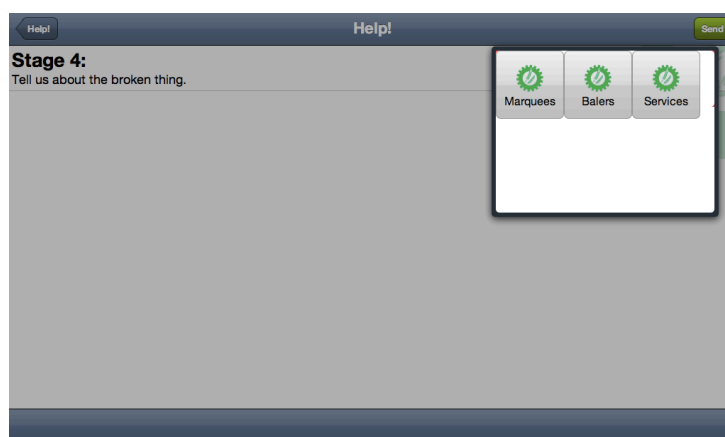 Help!
Help!
Send
Stage 4:
Tell us about the broken thing.
Marquees
Balers
Services